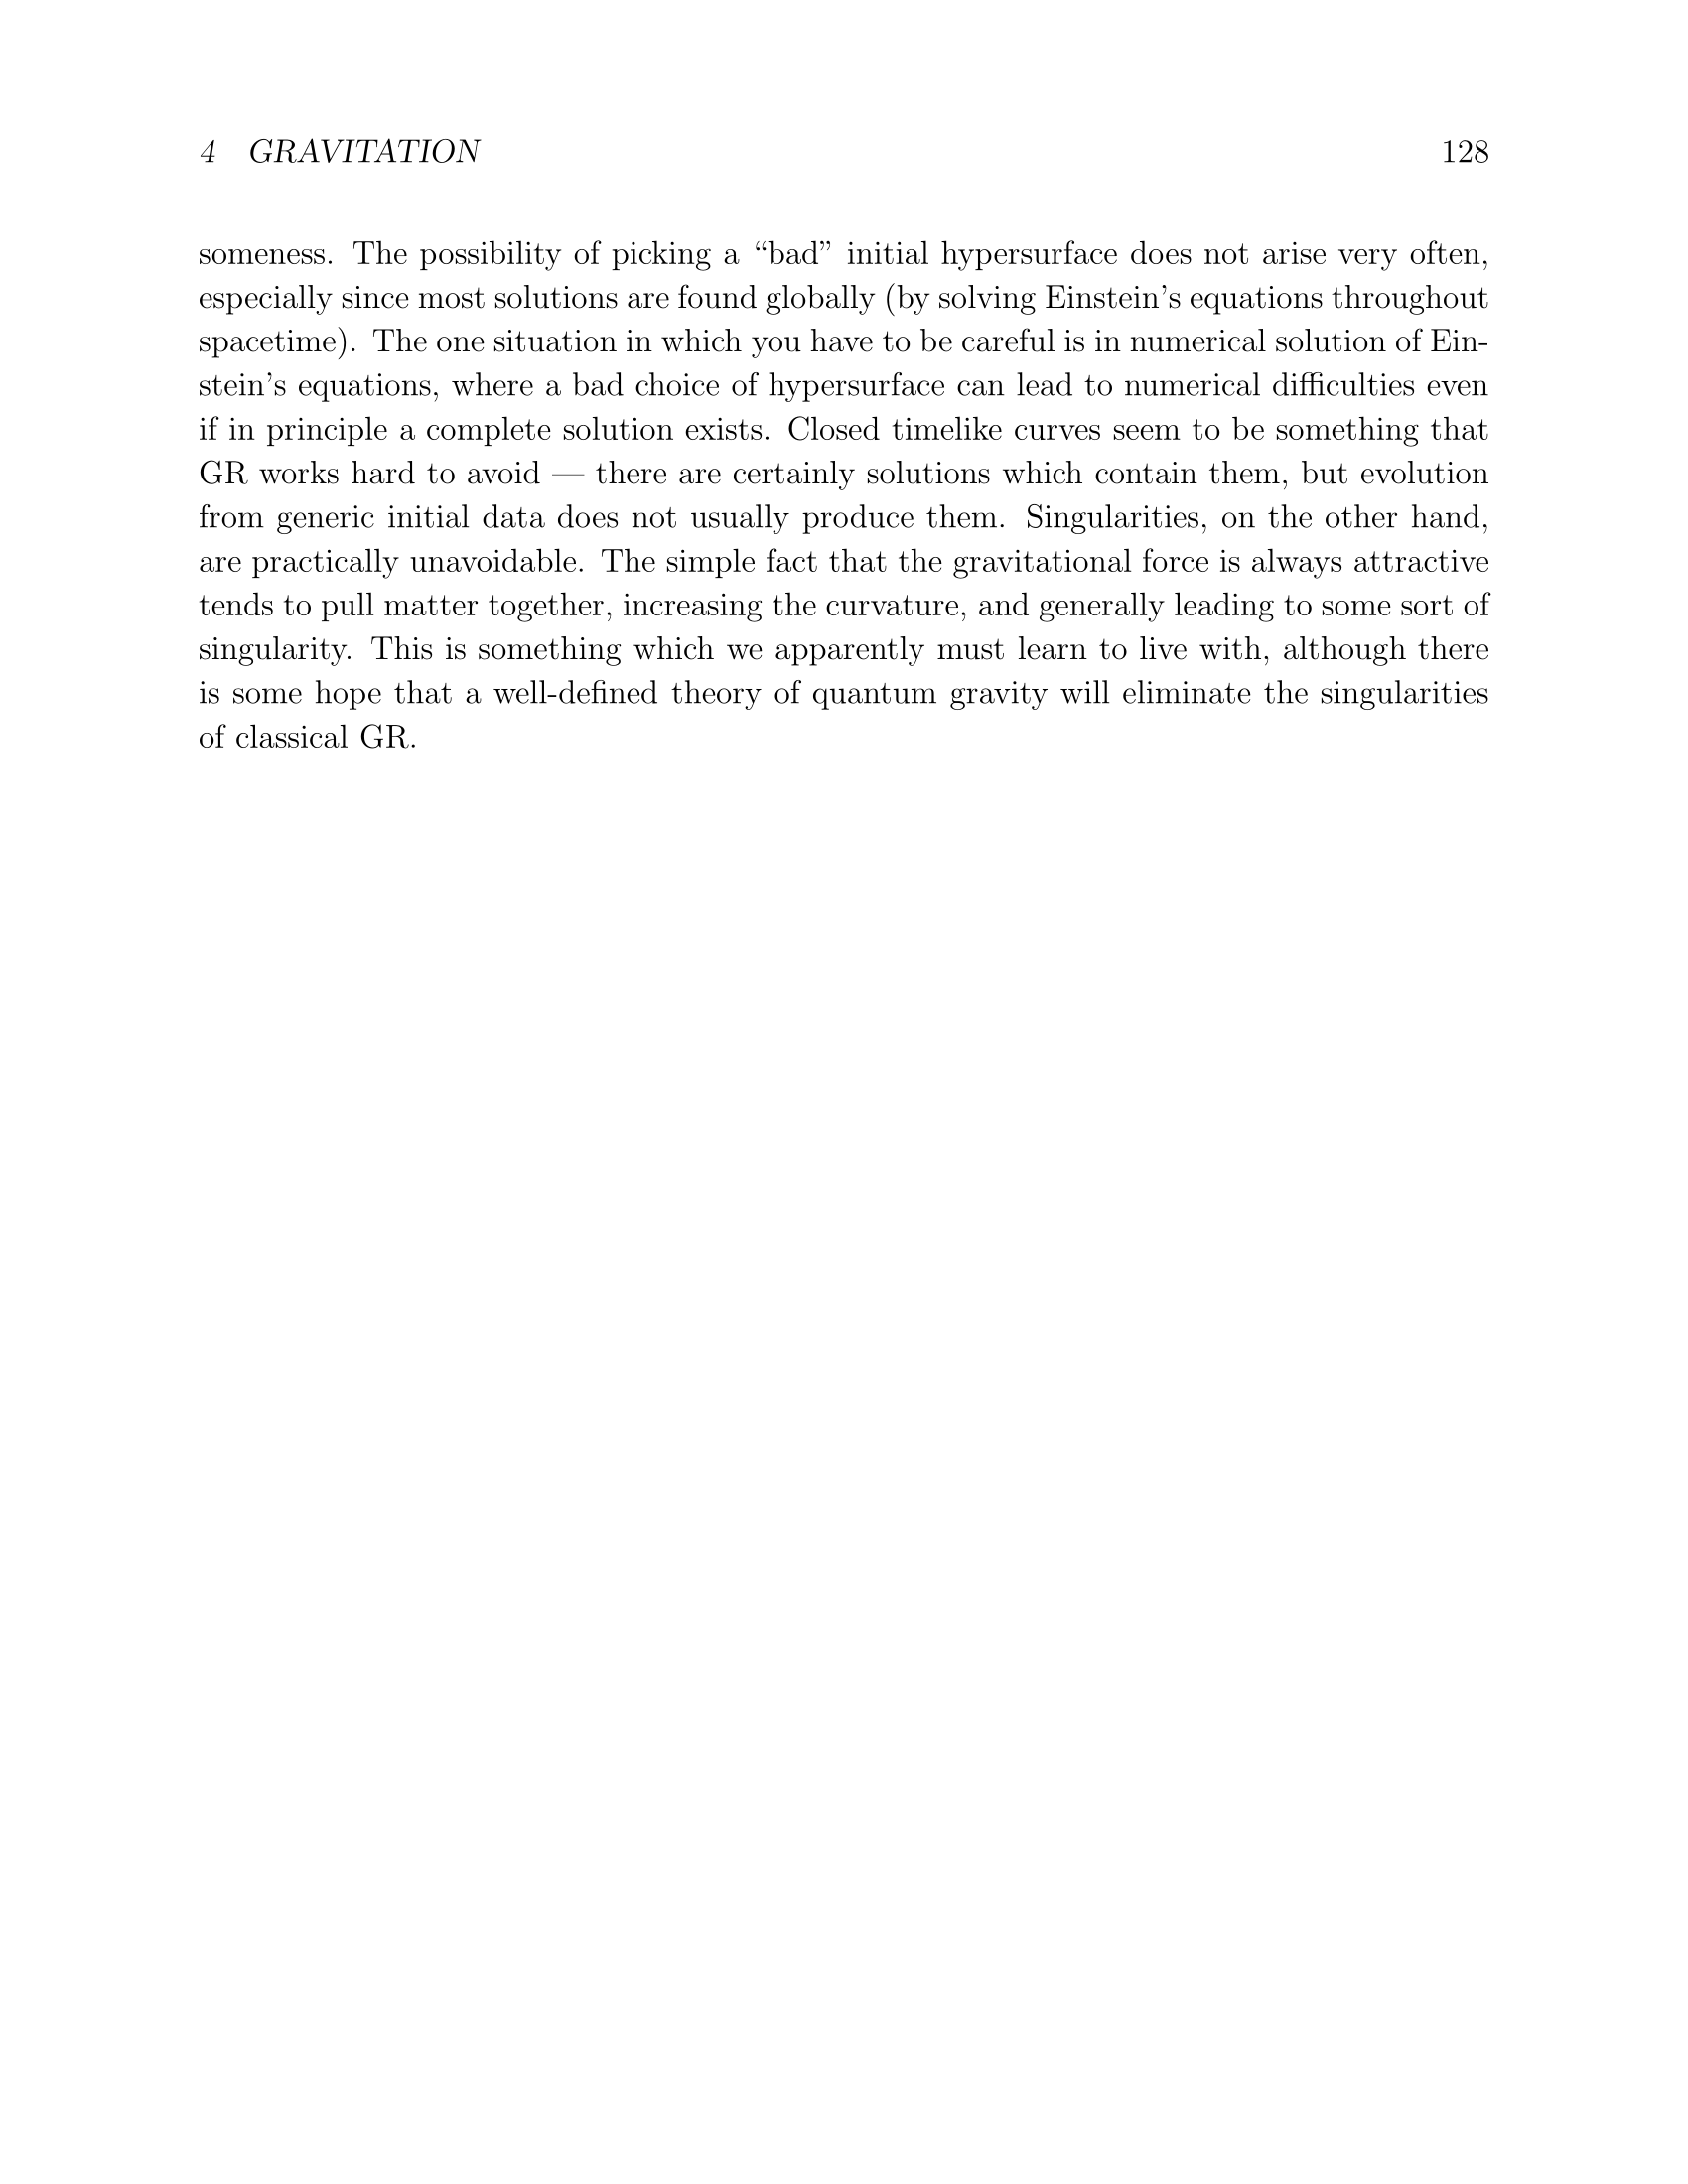 4 GRAVITATION 128
someness. The possibility of picking a “bad” initial hypersurface does not arise very often,
especially since most solutions are found globally (by solving Einstein’s equations throughout
spacetime). The one situation in which you have to be careful is in numerical solution of Ein-
stein’s equations, where a bad choice of hypersurface can lead to numerical difficulties even
if in principle a complete solution exists. Closed timelike curves seem to be something that
GR works hard to avoid — there are certainly solutions which contain them, but evolution
from generic initial data does not usually produce them. Singularities, on the other hand,
are practically unavoidable. The simple fact that the gravitational force is always attractive
tends to pull matter together, increasing the curvature, and generally leading to some sort of
singularity. This is something which we apparently must learn to live with, although there
is some hope that a well-defined theory of quantum gravity will eliminate the singularities
of classical GR.